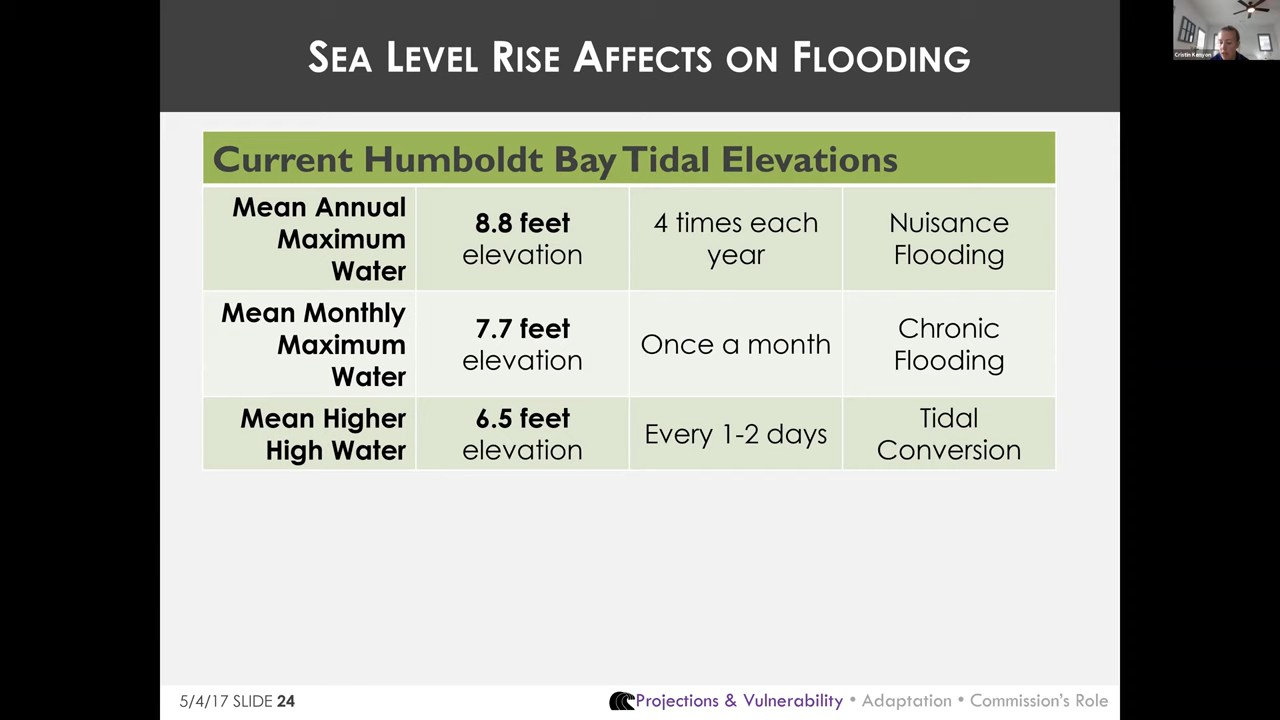 SEA LEVEL RISE AFFECTS ON FLOODING
Cristin Kenyon
Current Humboldt Bay Tidal Elevations
Mean Annual
Maximum
Water
8.8 feet
elevation
4 times each
year
Nuisance
Flooding
Mean Monthly
Maximum
Water
7.7 feet
elevation
Once a month
Chronic
Flooding
Mean Higher
High Water
6.5 feet
elevation
Every 1-2 days
Tidal
Conversion
5/4/17 SLIDE 24
Projections & Vulnerability • Adaptation • Commission's Role